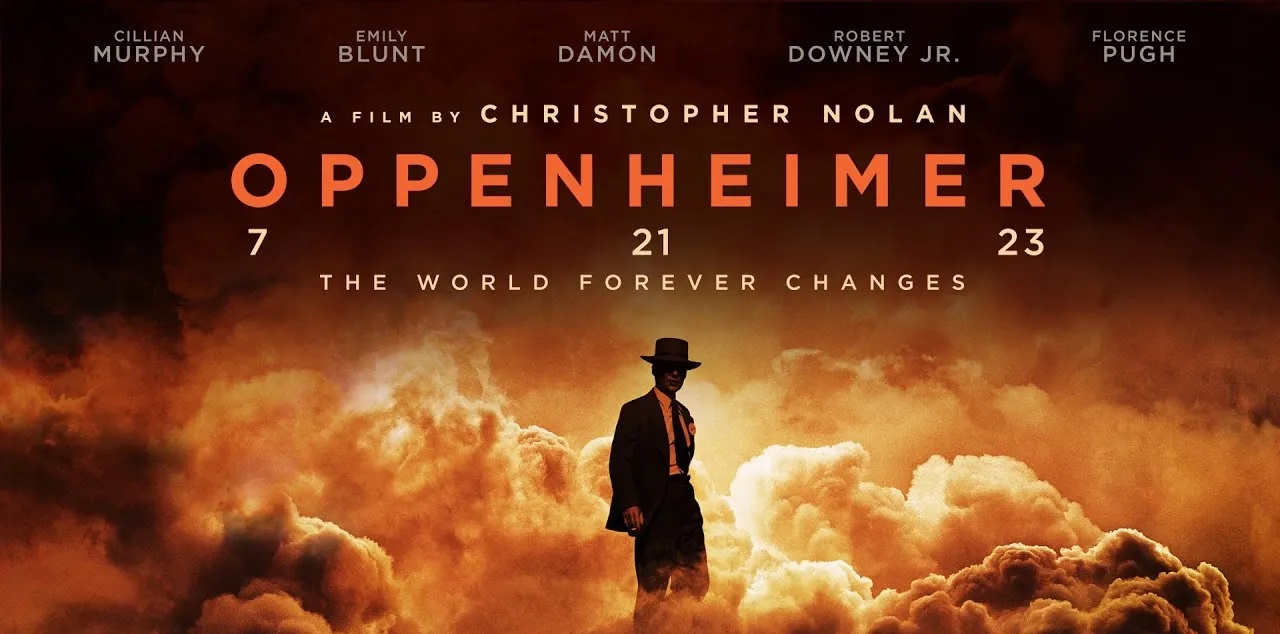 CILLIAN MURPHY
EMILY BLUNT
MATT DAMON
ROBERT DOWNEY JR.
FLORENCE PUGH
A FILM BY CHRISTOPHER NOLAN
OPPENHEIMER
7 21 23
THE WORLD FOREVER CHANGES